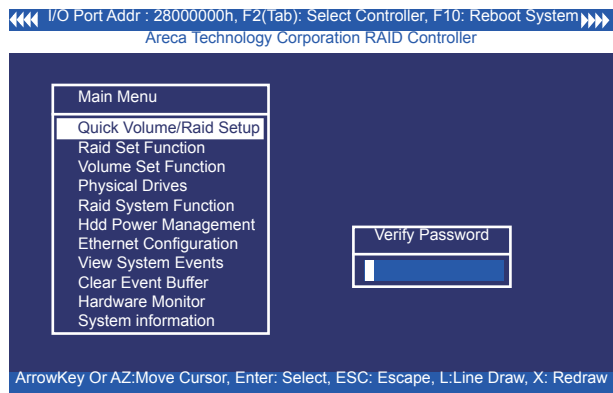 I/O Port Addr : 28000000h, F2(Tab): Select Controller, F10: Reboot System
Areca Technology Corporation RAID Controller
Main Menu
Quick Volume/Raid Setup
Raid Set Function
Volume Set Function
Physical Drives
Raid System Function
Hdd Power Management
Ethernet Configuration
View System Events
Clear Event Buffer
Hardware Monitor
System information
Verify Password
ArrowKey Or AZ:Move Cursor, Enter: Select, ESC: Escape, L:Line Draw, X: Redraw